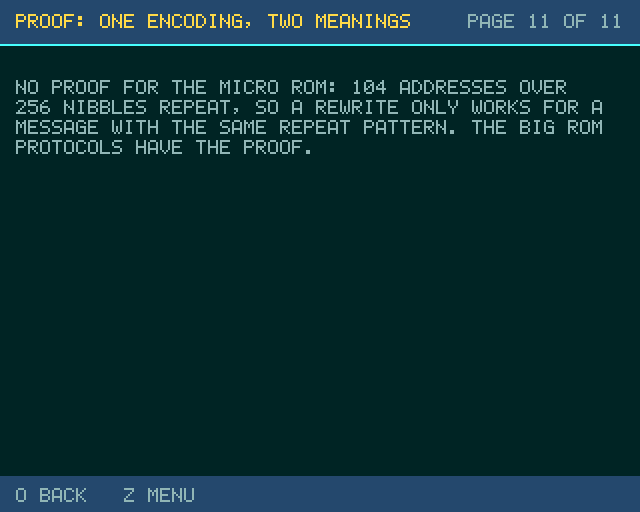 PROOF: ONE ENCODING, TWO MEANINGS PAGE 11 OF 11
NO PROOF FOR THE MICRO ROM: 104 ADDRESSES OVER
256 NIBBLES REPEAT, SO A REWRITE ONLY WORKS FOR A
MESSAGE WITH THE SAME REPEAT PATTERN. THE BIG ROM
PROTOCOLS HAVE THE PROOF.
O BACK Z MENU